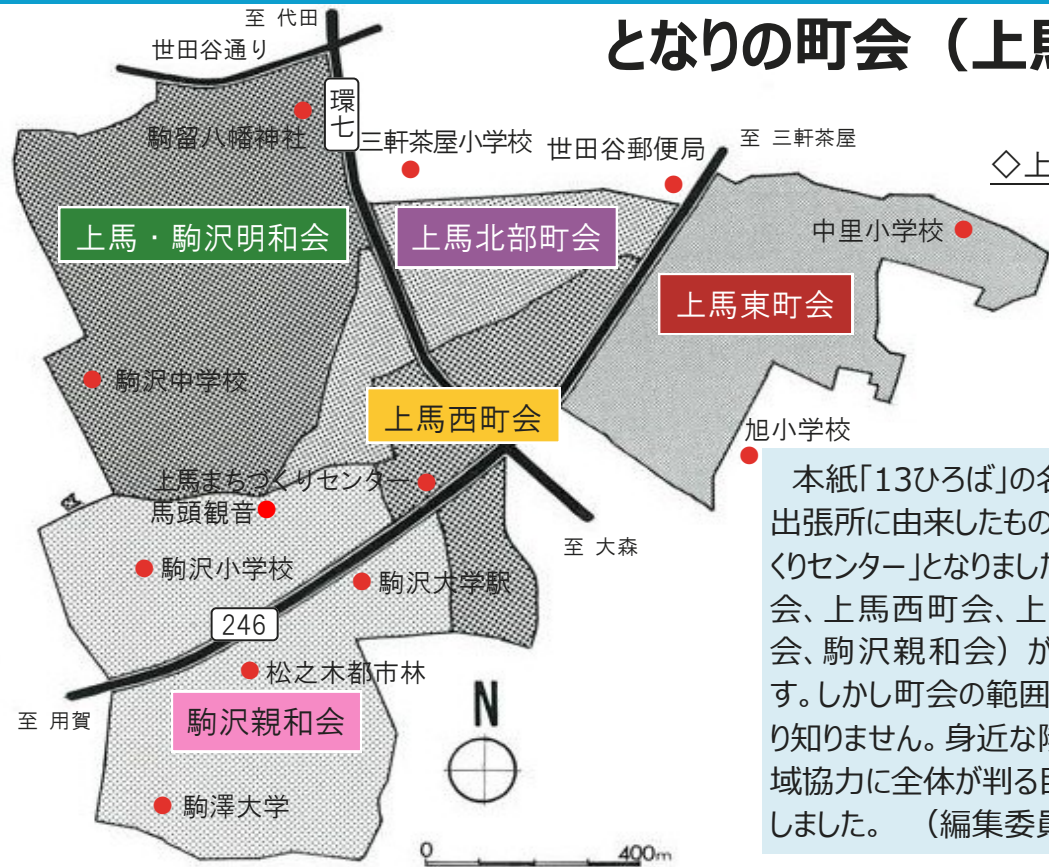 至 代田
世田谷通り
となりの町会（上馬
環七
駒留八幡神社
三軒茶屋小学校
世田谷郵便局
至 三軒茶屋
◇上
上馬・駒沢明和会
上馬北部町会
中里小学校
上馬東町会
駒沢中学校
上馬西町会
旭小学校
上馬まちづくりセンター
馬頭観音
至 大森
駒沢小学校
駒沢大学駅
246
松之木都市林
至 用賀
駒沢親和会
N
駒澤大学
0
400m
本紙「13ひろば」の名
出張所に由来したもの
くりセンター」となりました
会、上馬西町会、上
会、駒沢親和会）が
す。しかし町会の範囲
り知りません。身近な
域協力に全体が判る
しました。　（編集委員